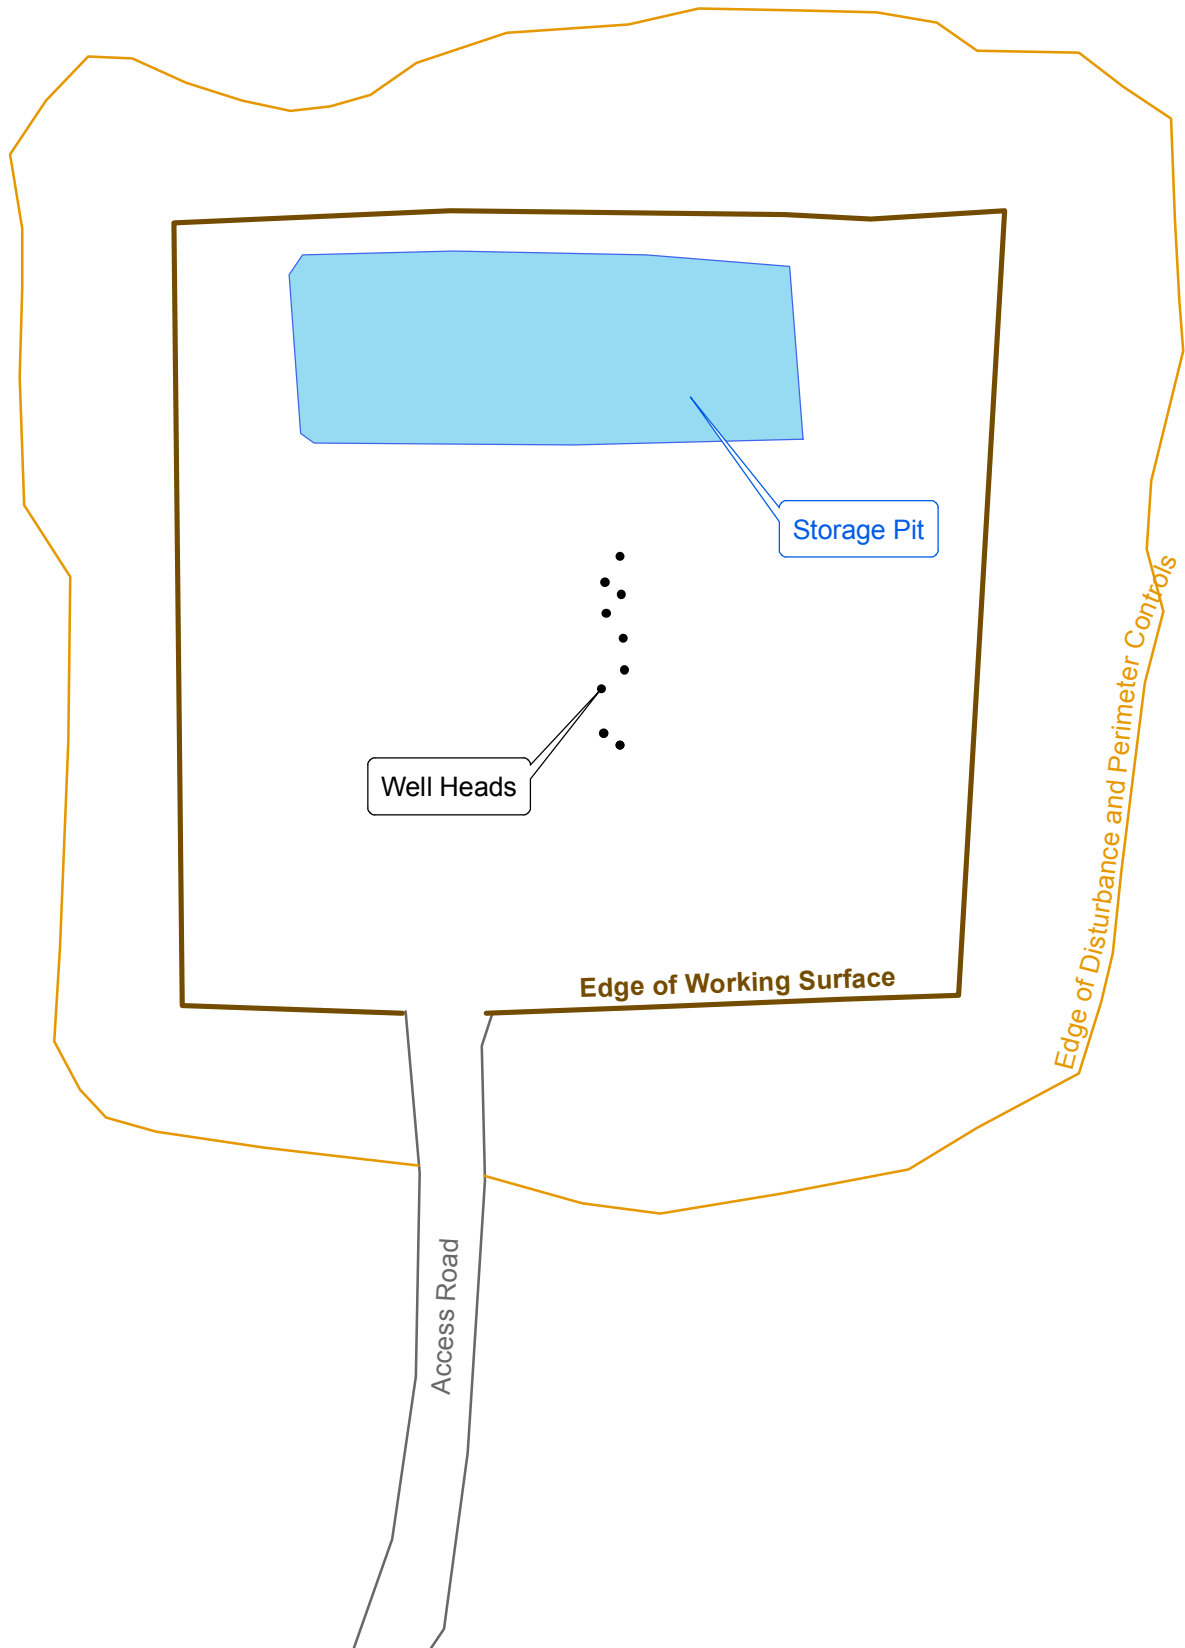 Storage Pit
Edge of Disturbance and Perimeter Controls
Well Heads
Edge of Working Surface
Access Road